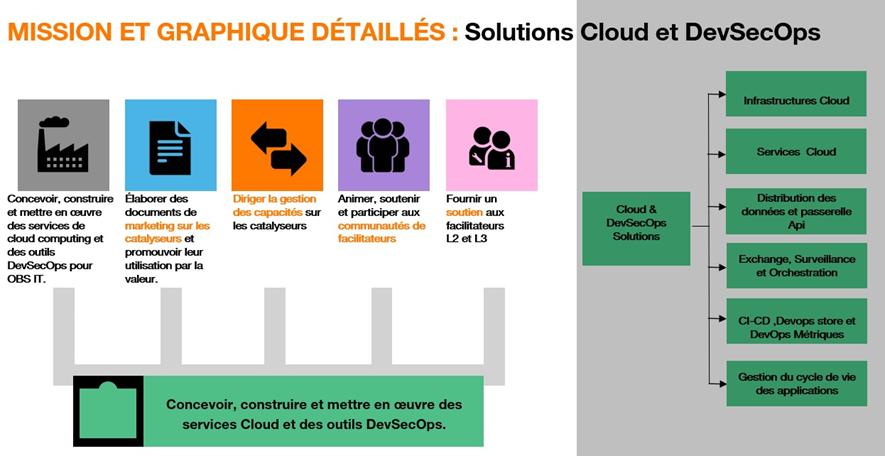 MISSION ET GRAPHIQUE DÉTAILLÉS : Solutions Cloud et DevSecOps
Concevoir, construire
et mettre en œuvre
des services de
cloud computing et
des outils
DevSecOps pour
OBS IT.
Élaborer des
documents de
marketing sur les
catalyseurs et
promouvoir leur
utilisation par la
valeur.
Diriger la gestion
des capacités sur
les catalyseurs
Animer, soutenir
et participer aux
communautés de
facilitateurs
Fournir un
soutien aux
facilitateurs
L2 et L3
Concevoir, construire et mettre en œuvre des
services Cloud et des outils DevSecOps.
Cloud &
DevSecOps
Solutions
Infrastructures Cloud
Services Cloud
Distribution des
données et passerelle
Api
Exchange, Surveillance
et Orchestration
CI-CD ,Devops store et
DevOps Métriques
Gestion du cycle de vie
des applications